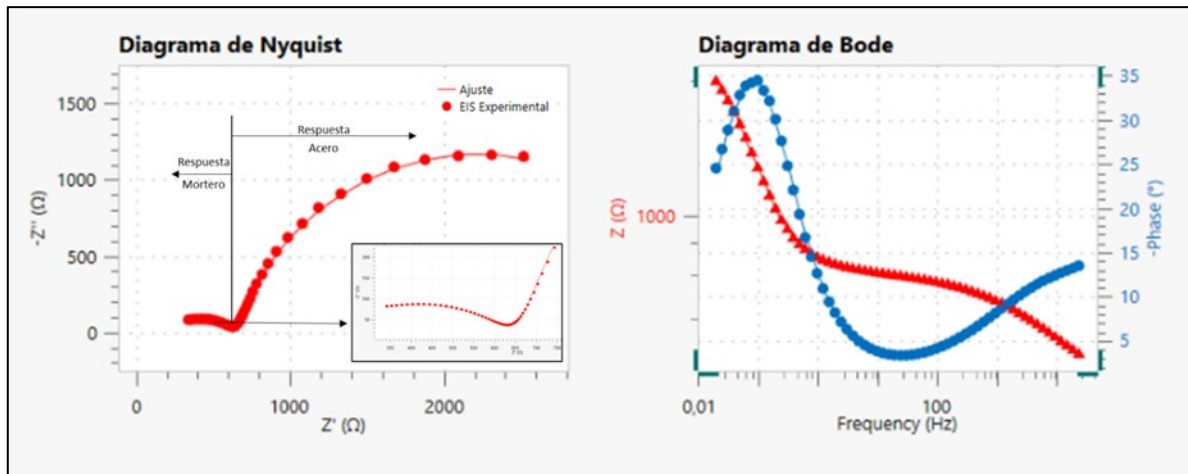 Diagrama de Nyquist
1500
1000
500
0
-Z'' (Ω)
0
1000
2000
Z' (Ω)
Ajuste
EIS Experimental
Respuesta
Acero
Respuesta
Mortero
Diagrama de Bode
Z (Ω)
1000
0,01
100
Frequency (Hz)
35
30
25
20
15
10
5
-Phase (°)